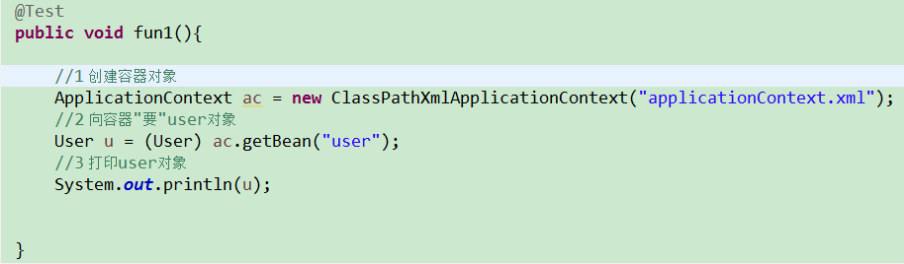 @Test
public void fun1(){
//1 创建容器对象
ApplicationContext ac = new ClassPathXmlApplicationContext("applicationContext.xml");
//2 向容器"要"user对象
User u = (User) ac.getBean("user");
//3 打印user对象
System.out.println(u);
}